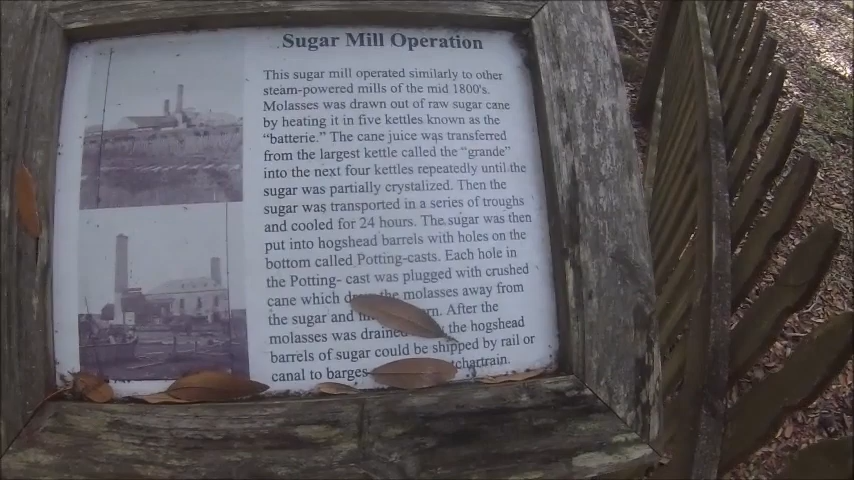 Sugar Mill Operation
This sugar mill operated similarly to other
steam-powered mills of the mid 1800's.
Molasses was drawn out of raw sugar cane
by heating it in five kettles known as the
"batterie." The cane juice was transferred
from the largest kettle called the "grande"
into the next four kettles repeatedly until the
sugar was partially crystalized. Then the
sugar was transported in a series of troughs
and cooled for 24 hours. The sugar was then
put into hogshead barrels with holes on the
bottom called Potting-casts. Each hole in
the Potting- cast was plugged with crushed
cane which the molasses away from
the sugar and After the
molasses was drained the hogshead
barrels of sugar could be shipped by rail or
canal to barges